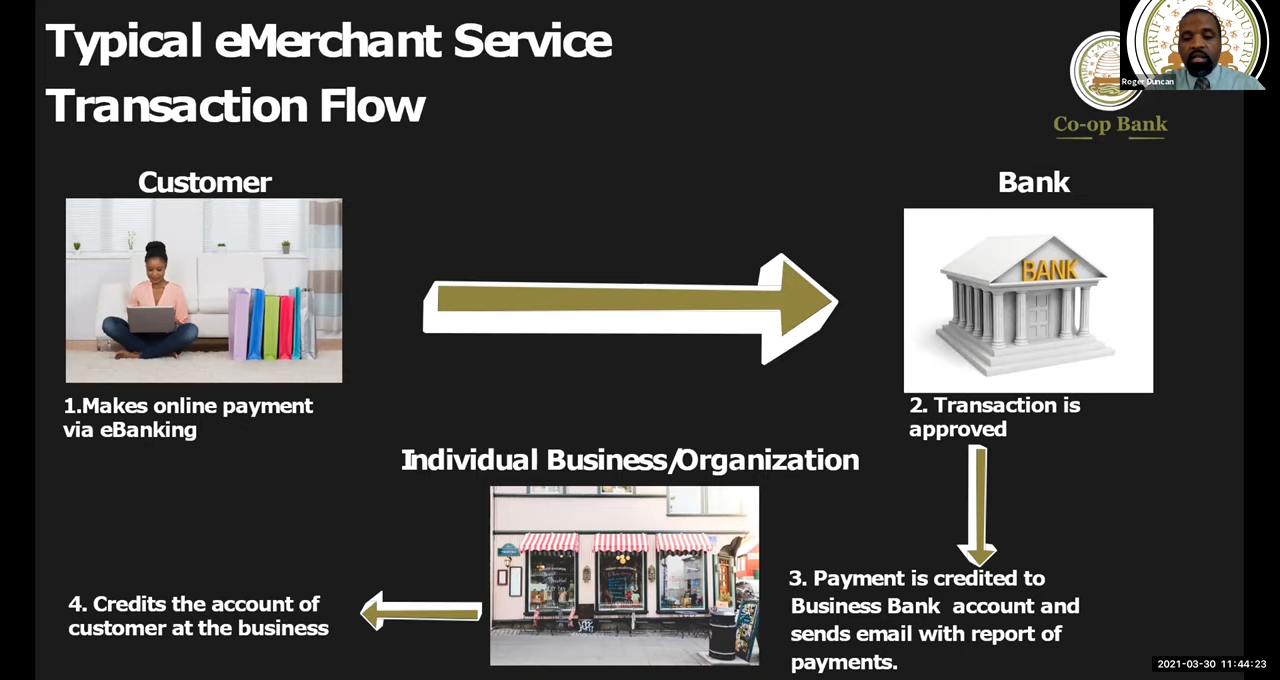 Typical eMerchant Service
Transaction Flow
THRIFT
INDUSTRY
Roger Duncan
Co-op Bank
Customer
Bank
BANK
1.Makes online payment
via eBanking
2. Transaction is
approved
Individual Business/Organization
3. Payment is credited to
Business Bank account and
sends email with report of
payments.
4. Credits the account of
customer at the business
2021-03-30 11:44:23